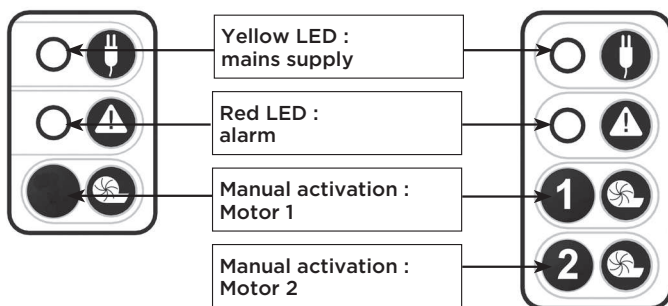 Yellow LED :
mains supply
Red LED :
alarm
Manual activation :
Motor 1
1
Manual activation :
Motor 2
2